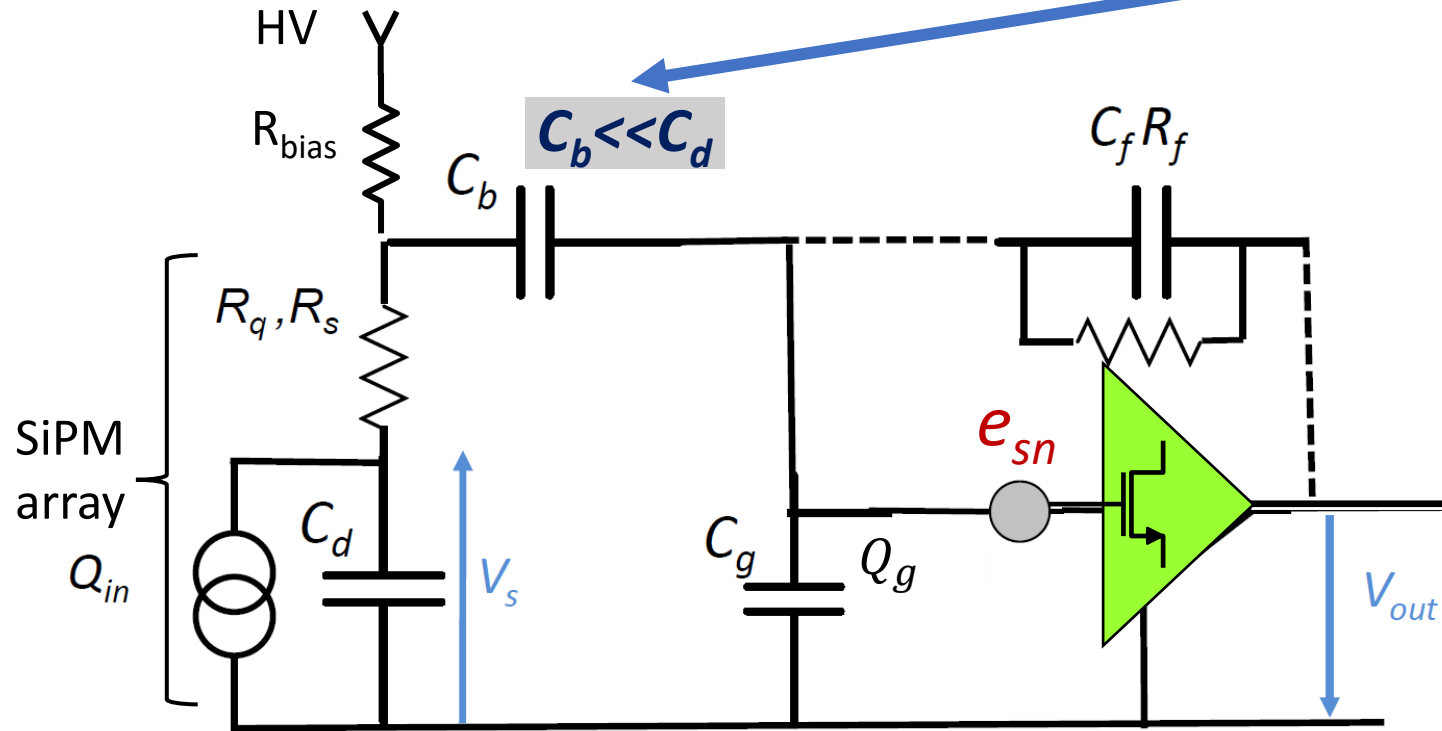 HV
R_bias
C_b<<C_d
C_f R_f
C_b
R_q ,R_s
e_sn
SiPM
array
C_d
C_g
Q_g
Q_in
V_s
V_out